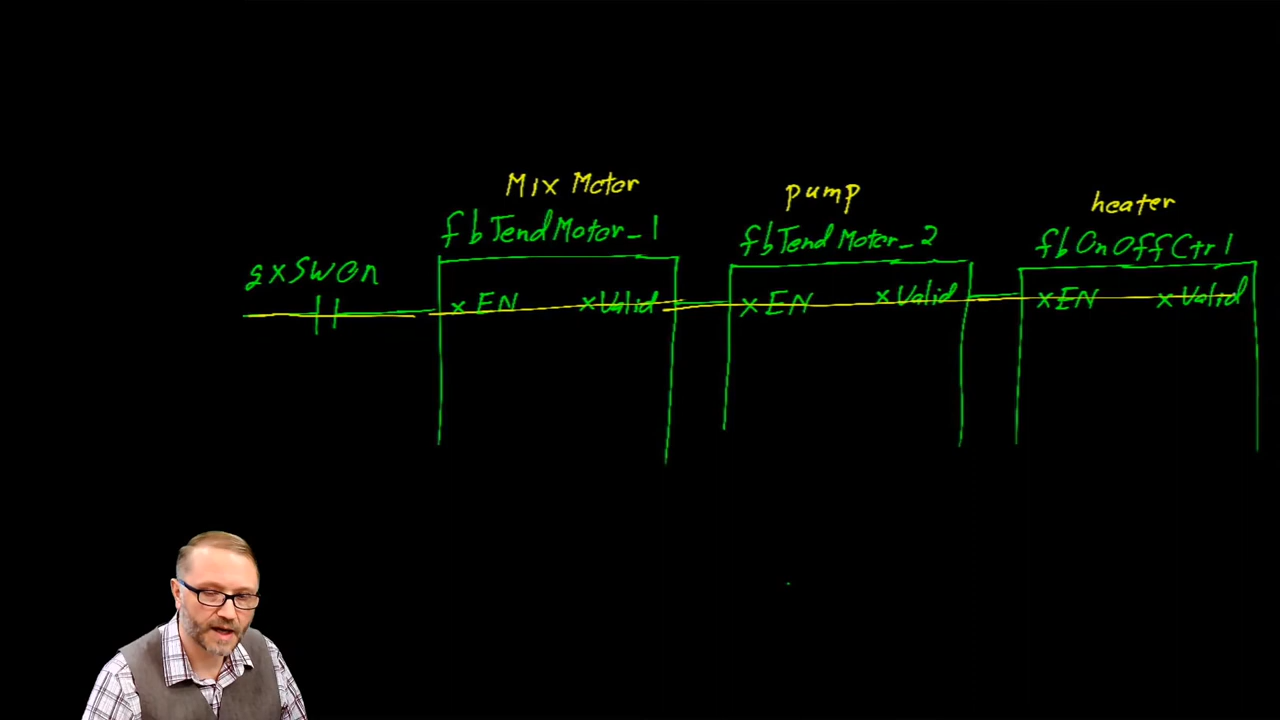 Mix Motor
fbTendMotor_1
pump
fbTendMotor_2
heater
fbOnOffCtrl
gxSWOn
xEN
xValid
xEN
xValid
xEN
xValid